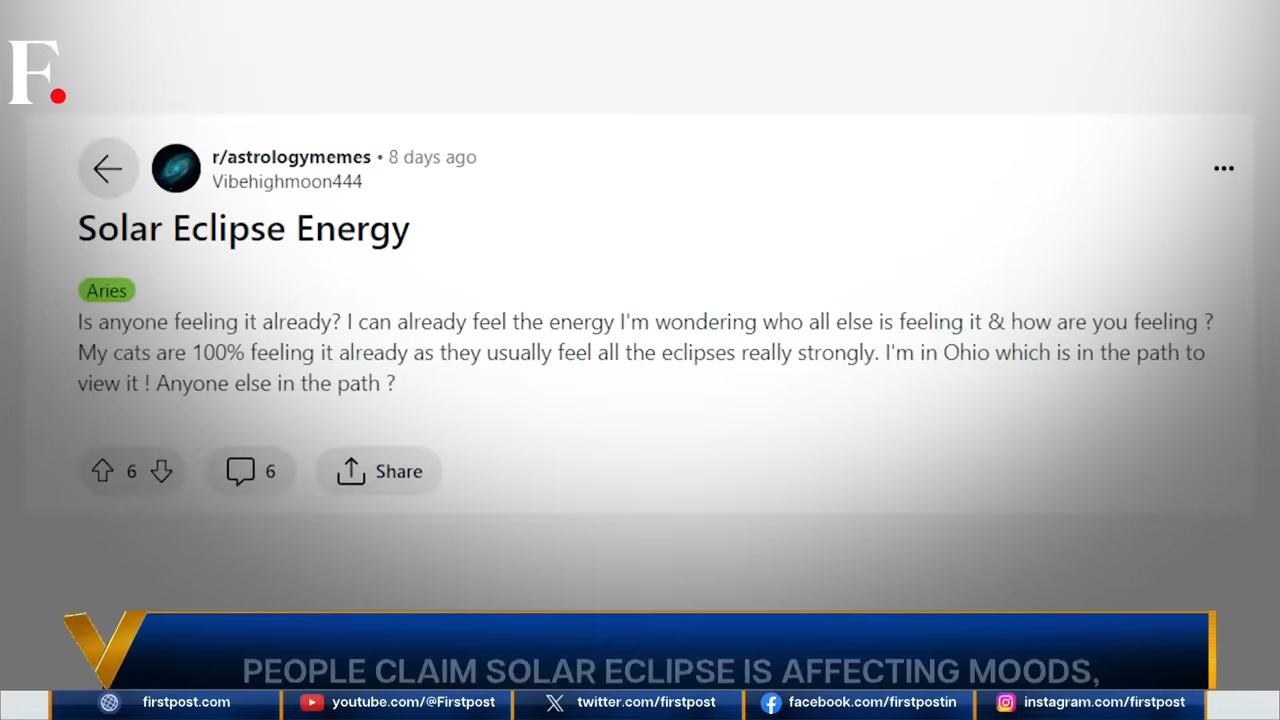 F.
r/astrologymemes • 8 days ago
Vibehighmoon444
Solar Eclipse Energy
Aries
Is anyone feeling it already? I can already feel the energy I'm wondering who all else is feeling it & how are you feeling ?
My cats are 100% feeling it already as they usually feel all the eclipses really strongly. I'm in Ohio which is in the path to
view it ! Anyone else in the path ?
6 6 Share
V PEOPLE CLAIM SOLAR ECLIPSE IS AFFECTING MOODS,
firstpost.com youtube.com/@Firstpost twitter.com/firstpost facebook.com/firstpostin instagram.com/firstpost